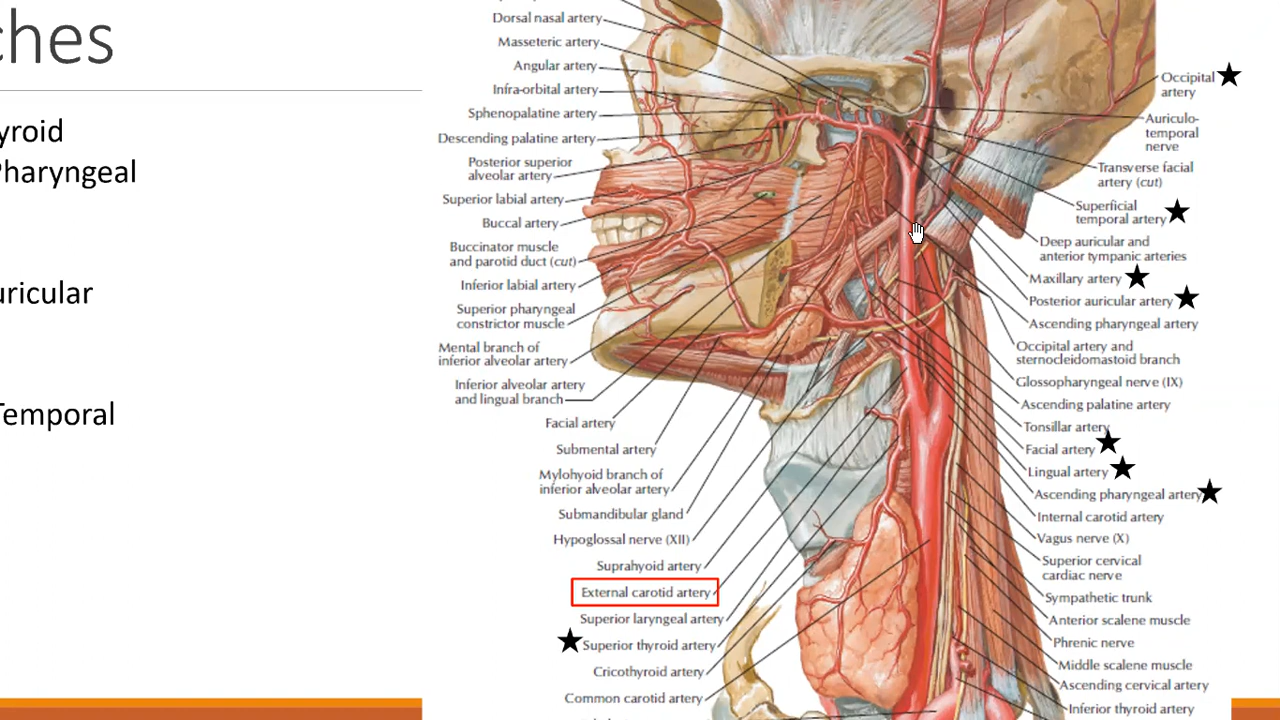 ches
yroid
Pharyngeal
uricular
Temporal
Dorsal nasal artery
Masseteric artery
Angular artery
Infra-orbital artery
Sphenopalatine artery
Descending palatine artery
Posterior superior
alveolar artery
Superior labial artery
Buccal artery
Buccinator muscle
and parotid duct (cut)
Inferior labial artery
Superior pharyngeal
constrictor muscle
Mental branch of
inferior alveolar artery
Inferior alveolar artery
and lingual branch
Facial artery
Submental artery
Mylohyoid branch of
inferior alveolar artery
Submandibular gland
Hypoglossal nerve (XII)
Suprahyoid artery
External carotid artery
Superior laryngeal artery
Superior thyroid artery
Cricothyroid artery
Common carotid artery
Occipital
artery
Auriculo-
temporal
nerve
Transverse facial
artery (cut)
Superficial
temporal artery
Deep auricular and
anterior tympanic arteries
Maxillary artery
Posterior auricular artery
Ascending pharyngeal artery
Occipital artery and
sternocleidomastoid branch
Glossopharyngeal nerve (IX)
Ascending palatine artery
Tonsillar artery
Facial artery
Lingual artery
Ascending pharyngeal artery
Internal carotid artery
Vagus nerve (X)
Superior cervical
cardiac nerve
Sympathetic trunk
Anterior scalene muscle
Phrenic nerve
Middle scalene muscle
Ascending cervical artery
Inferior thyroid artery